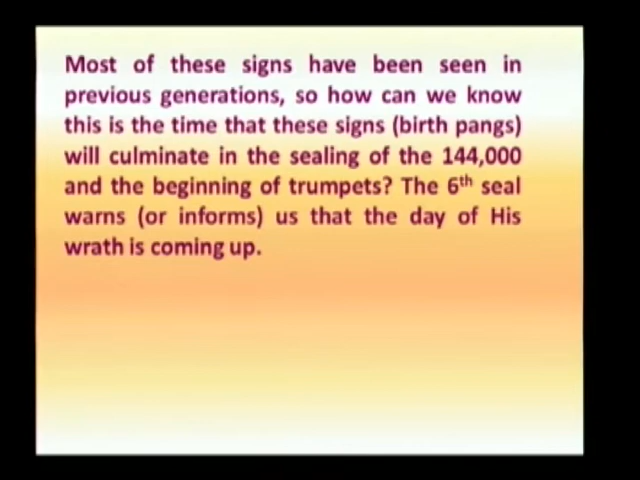 Most of these signs have been seen in
previous generations, so how can we know
this is the time that these signs (birth pangs)
will culminate in the sealing of the 144,000
and the beginning of trumpets? The 6th seal
warns (or informs) us that the day of His
wrath is coming up.